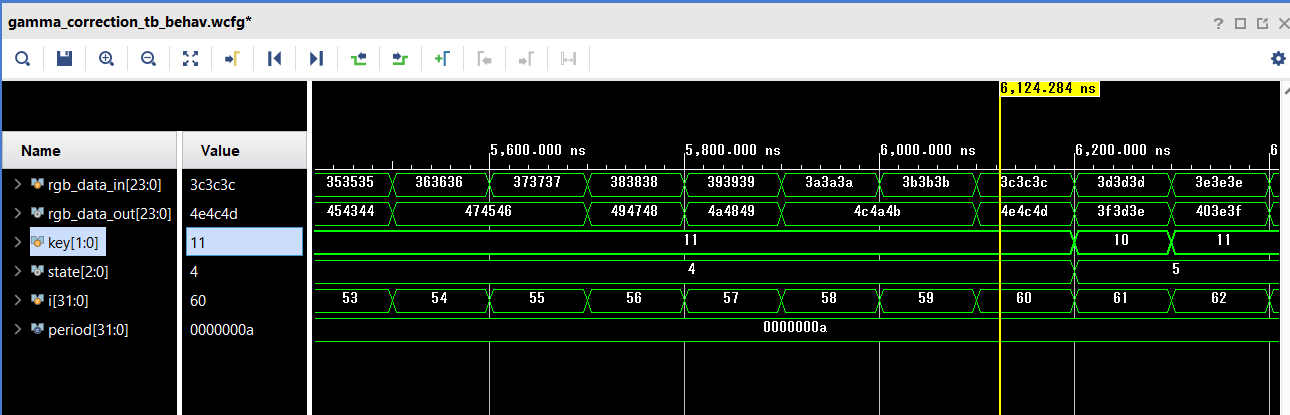 gamma_correction_tb_behav.wcfg*
6,124.284 ns
Name Value
5,600.000 ns 5,800.000 ns 6,000.000 ns 6,200.000 ns 6
rgb_data_in[23:0] 3c3c3c 353535 363636 373737 383838 393939 3a3a3a 3b3b3b 3c3c3c 3d3d3d 3e3e3e
rgb_data_out[23:0] 4e4c4d 454344 474546 494748 4a4849 4c4a4b 4e4c4d 3f3d3e 403e3f
key[1:0] 11 11 10 11
state[2:0] 4 4 5
i[31:0] 60 53 54 55 56 57 58 59 60 61 62
period[31:0] 0000000a 0000000a